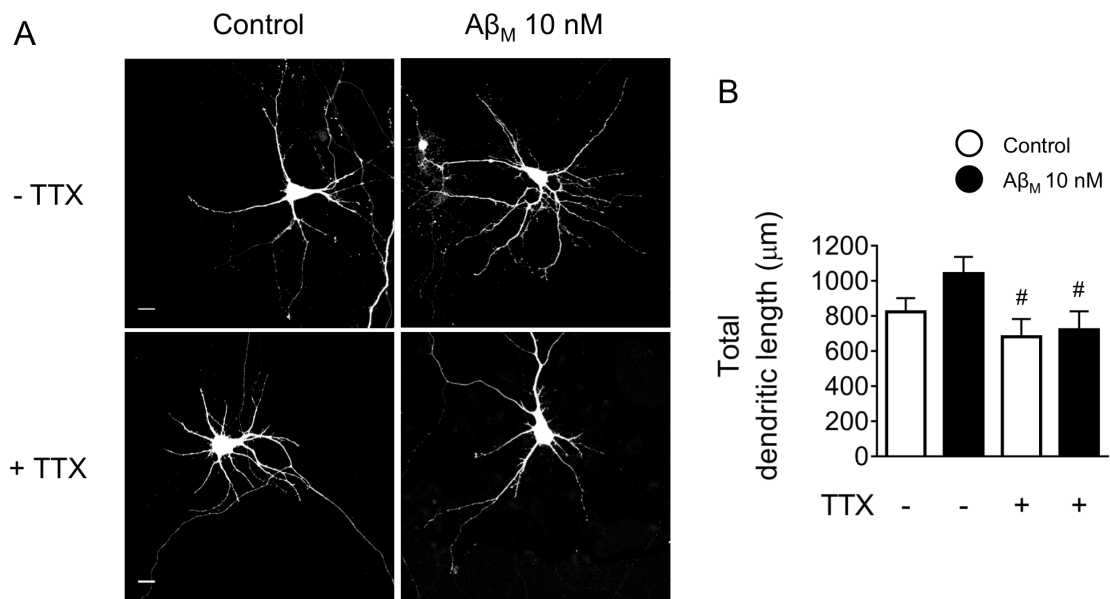 A
Control
Aβ_M 10 nM
- TTX
+ TTX
B
Control
Aβ_M 10 nM
Total
dendritic length (μm)
1200
1000
800
600
400
200
0
#
#
TTX - - + +